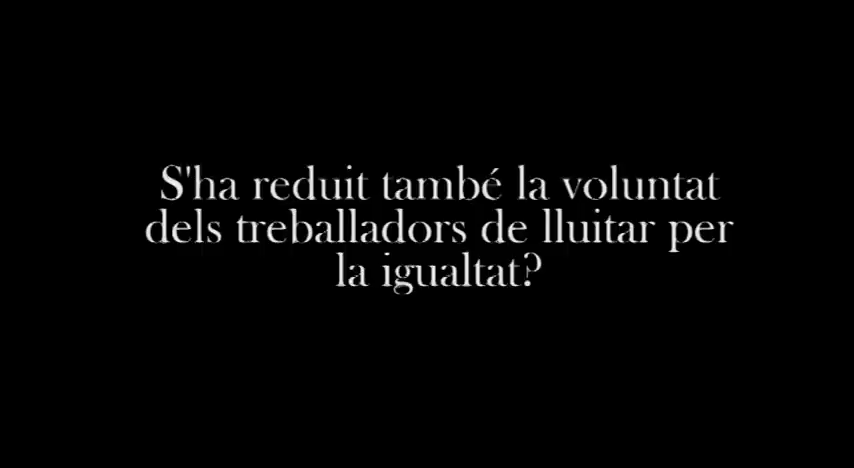 S'ha reduit també la voluntat
dels treballadors de lluitar per
la igualtat?